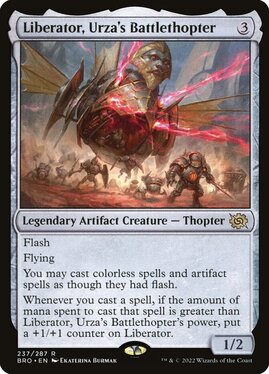 Liberator, Urza's Battlethopter 3
Legendary Artifact Creature — Thopter
Flash
Flying
You may cast colorless spells and artifact
spells as though they had flash.
Whenever you cast a spell, if the amount of
mana spent to cast that spell is greater than
Liberator, Urza's Battlethopter's power, put
a +1/+1 counter on Liberator.
1/2
237/287 R
BRO • EN EKATERINA BURMAK
™ & © 2022 Wizards of the Coast